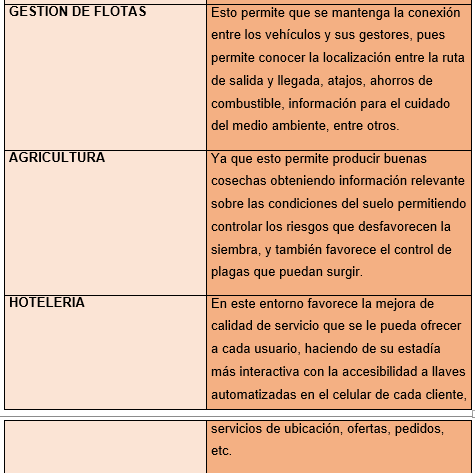 GESTION DE FLOTAS
Esto permite que se mantenga la conexión
entre los vehículos y sus gestores, pues
permite conocer la localización entre la ruta
de salida y llegada, atajos, ahorros de
combustible, información para el cuidado
del medio ambiente, entre otros.
AGRICULTURA
Ya que esto permite producir buenas
cosechas obteniendo información relevante
sobre las condiciones del suelo permitiendo
controlar los riesgos que desfavorecen la
siembra, y también favorece el control de
plagas que puedan surgir.
HOTELERIA
En este entorno favorece la mejora de
calidad de servicio que se le pueda ofrecer
a cada usuario, haciendo de su estadía
más interactiva con la accesibilidad a llaves
automatizadas en el celular de cada cliente,
servicios de ubicación, ofertas, pedidos,
etc.